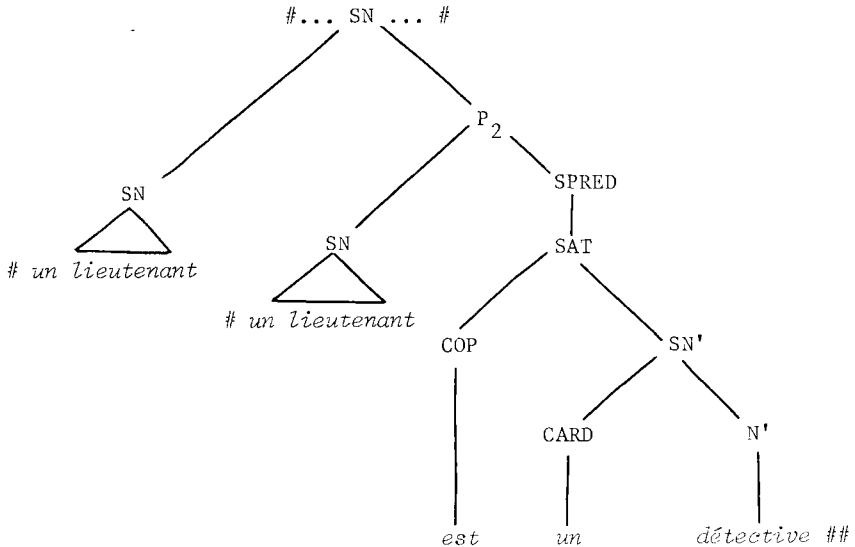 #... SN ... #
P2
SPRED
SN
SN
SAT
# un lieutenant
# un lieutenant
COP
SN'
CARD
N'
est
un
détective ##